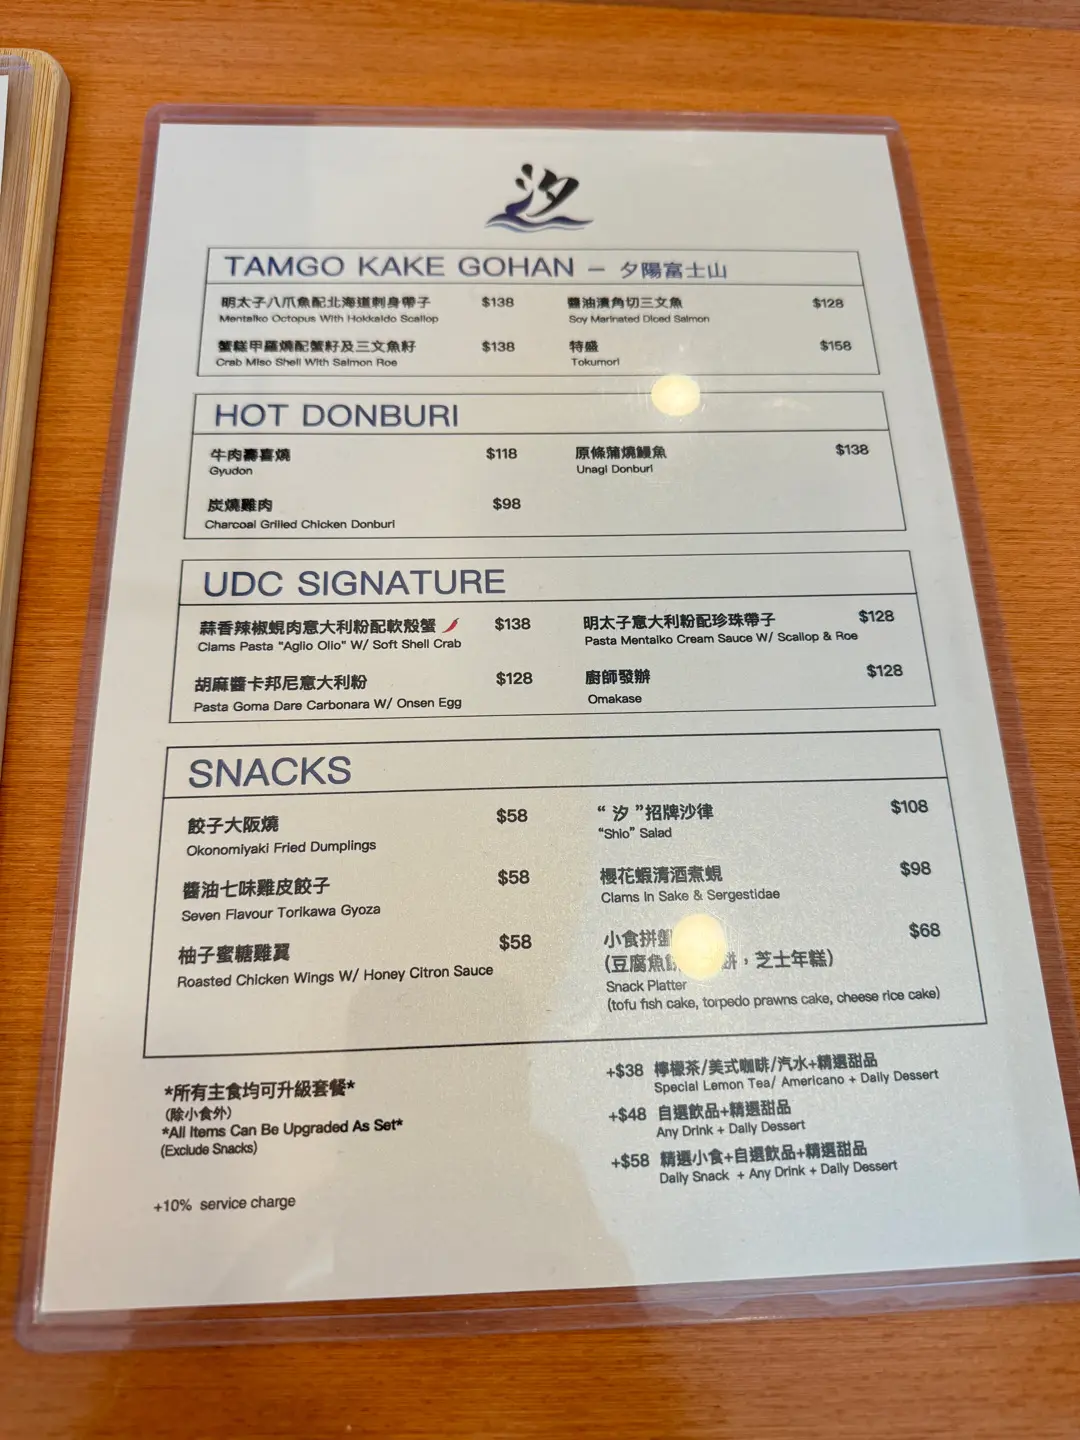 汐
TAMGO KAKE GOHAN – 夕陽富士山
明太子八爪魚配北海道刺身帶子 $138
Mentaiko Octopus With Hokkaido Scallop
醬油漬角切三文魚 $128
Soy Marinated Diced Salmon
蟹糕甲羅燒配蟹籽及三文魚籽 $138
Crab Miso Shell With Salmon Roe
特盛 $158
Tokumori
HOT DONBURI
牛肉壽喜燒 $118
Gyudon
原條蒲燒鰻魚 $138
Unagi Donburi
炭燒雞肉 $98
Charcoal Grilled Chicken Donburi
UDC SIGNATURE
蒜香辣椒蜆肉意大利粉配軟殼蟹 $138
Clams Pasta "Aglio Olio" W/ Soft Shell Crab
明太子意大利粉配珍珠帶子 $128
Pasta Mentaiko Cream Sauce W/ Scallop & Roe
胡麻醬卡邦尼意大利粉 $128
Pasta Goma Dare Carbonara W/ Onsen Egg
廚師發辦 $128
Omakase
SNACKS
餃子大阪燒 $58
Okonomiyaki Fried Dumplings
“ 汐 ”招牌沙律 $108
“Shio” Salad
醬油七味雞皮餃子 $58
Seven Flavour Torikawa Gyoza
櫻花蝦清酒煮蜆 $98
Clams In Sake & Sergestidae
柚子蜜糖雞翼 $58
Roasted Chicken Wings W/ Honey Citron Sauce
小食拼盤 $68
(豆腐魚 餅，芝士年糕)
Snack Platter
(tofu fish cake, torpedo prawns cake, cheese rice cake)
*所有主食均可升級套餐*
(除小食外)
*All Items Can Be Upgraded As Set*
(Exclude Snacks)
+$38 檸檬茶/美式咖啡/汽水+精選甜品
Special Lemon Tea/ Americano + Daily Dessert
+$48 自選飲品+精選甜品
Any Drink + Daily Dessert
+$58 精選小食+自選飲品+精選甜品
Daily Snack + Any Drink + Daily Dessert
+10% service charge